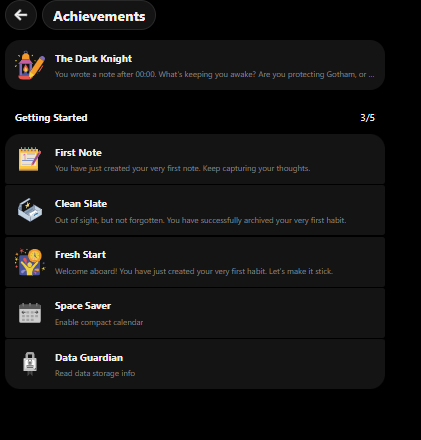 Achievements
The Dark Knight
You wrote a note after 00:00. What's keeping you awake? Are you protecting Gotham, or ...
Getting Started 3/5
First Note
You have just created your very first note. Keep capturing your thoughts.
Clean Slate
Out of sight, but not forgotten. You have successfully archived your very first habit.
Fresh Start
Welcome aboard! You have just created your very first habit. Let's make it stick.
Space Saver
Enable compact calendar
Data Guardian
Read data storage info